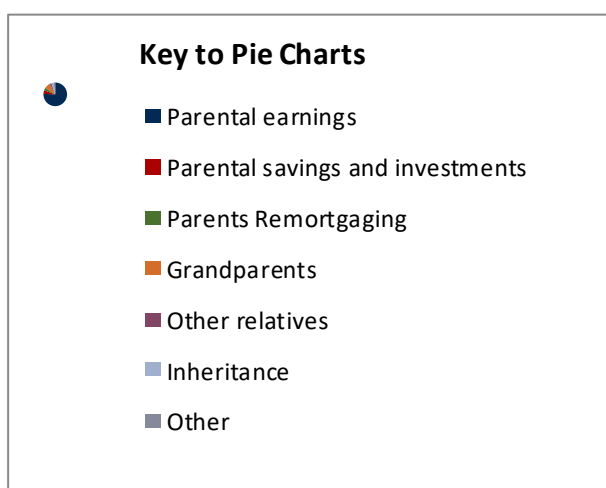 Key to Pie Charts
Parental earnings
Parental savings and investments
Parents Remortgaging
Grandparents
Other relatives
Inheritance
Other